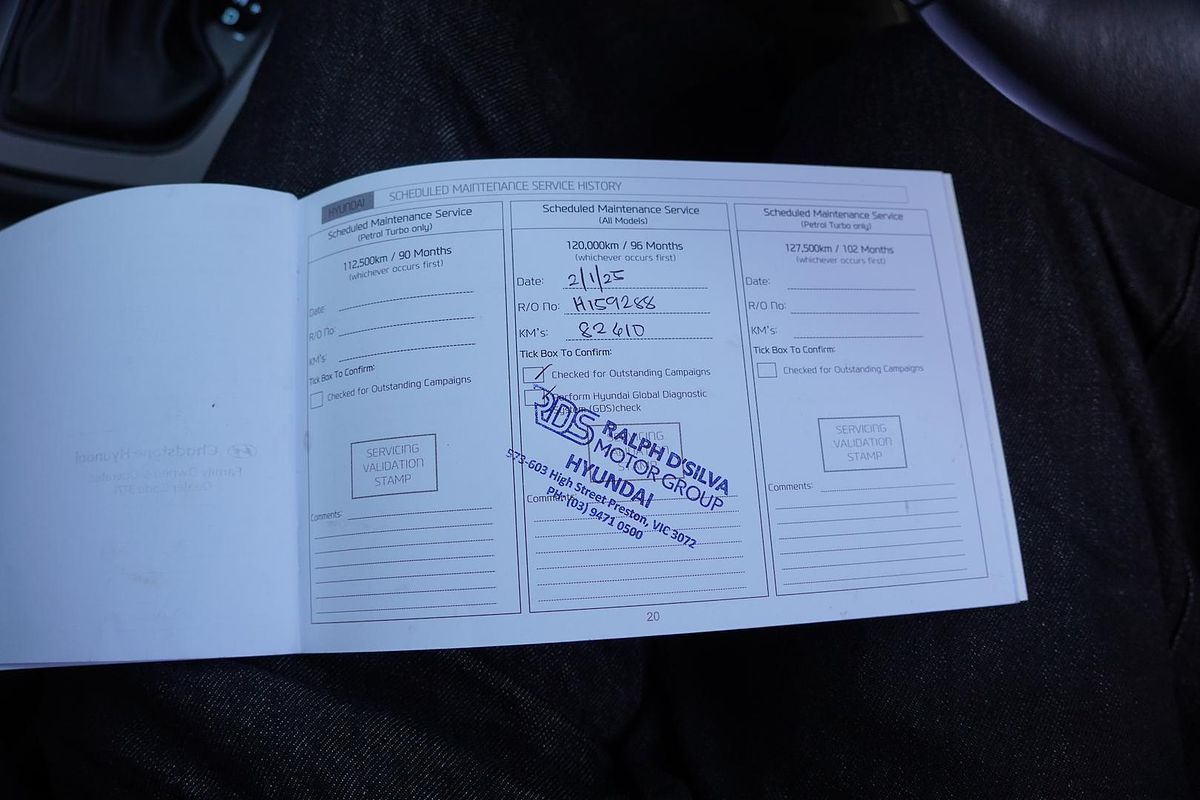 HYUNDAI SCHEDULED MAINTENANCE SERVICE HISTORY
Scheduled Maintenance Service
(Petrol Turbo only)
112,500km / 90 Months
(whichever occurs first)
Date:
R/O No:
KM's:
Tick Box To Confirm:
Checked for Outstanding Campaigns
SERVICING
VALIDATION
STAMP
Comments:
Scheduled Maintenance Service
(All Models)
120,000km / 96 Months
(whichever occurs first)
Date: 2/1/25
R/O No: H159288
KM's: 82610
Tick Box To Confirm:
Checked for Outstanding Campaigns
Perform Hyundai Global Diagnostic
System (GDS)check
RDS RALPH D'SILVA
MOTOR GROUP
HYUNDAI
573-603 High Street Preston, VIC 3072
PH: (03) 9471 0500
Comments:
Scheduled Maintenance Service
(Petrol Turbo only)
127,500km / 102 Months
(whichever occurs first)
Date:
R/O No:
KM's:
Tick Box To Confirm:
Checked for Outstanding Campaigns
SERVICING
VALIDATION
STAMP
Comments:
20